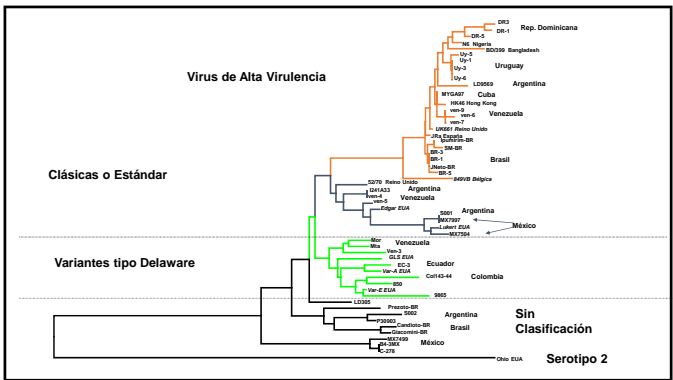 DR3
DR-1
Rep. Dominicana
DR-5
N6 Nigeria
BD/399 Bangladesh
Virus de Alta Virulencia
Uy-5
Uy-1
Uy-3
Uruguay
Uy-6
LD9569
Argentina
MYGA97
Cuba
HK46 Hong Kong
ven-9
ven-6
Venezuela
ven-7
UK661 Reino Unido
JRa España
Ipumirim-BR
SM-BR
BR-3
BR-1
Brasil
JNeto-BR
BR-5
849VB Bélgica
Clásicas o Estándar
52/70 Reino Unido
I241A33
Argentina
ven-4
Venezuela
ven-5
Edgar EUA
S001
Argentina
MX7997
Lukert EUA
México
MX7504
Mor
Venezuela
Mta
Ven-3
GLS EUA
Variantes tipo Delaware
EC-3
Ecuador
Var-A EUA
Col143-44
Colombia
850
Var-E EUA
9865
LD305
Prezoto-BR
S002
Argentina
Sin
Clasificación
P30903
Candioto-BR
Brasil
Giacomini-BR
MX7499
México
B4-3MX
C-278
Ohio EUA
Serotipo 2